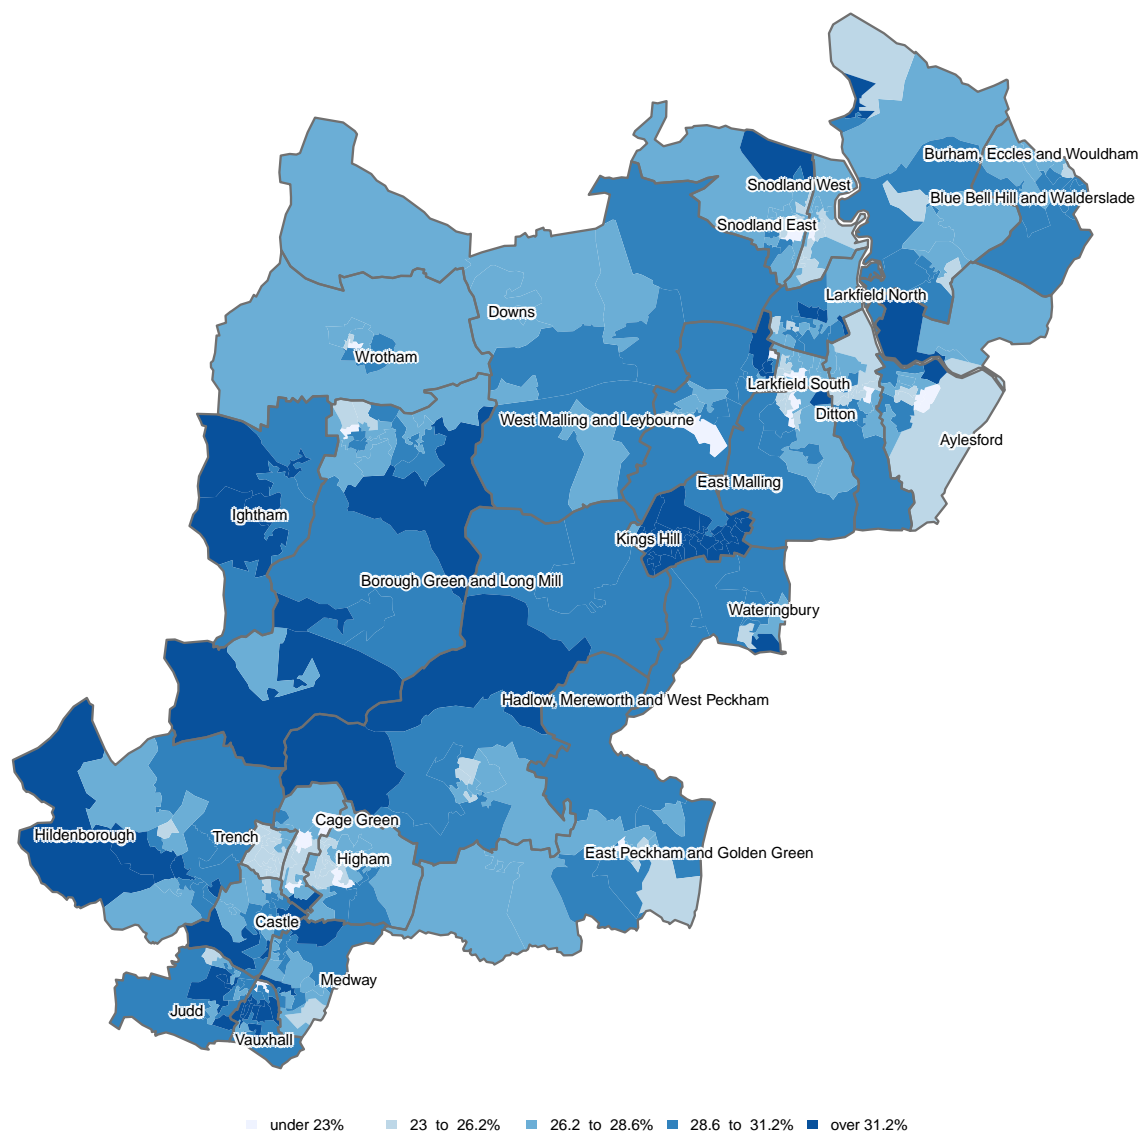 Burham, Eccles and Wouldham
Snodland West
Blue Bell Hill and Walderslade
Snodland East
Larkfield North
Downs
Wrotham
Larkfield South
Ditton
West Malling and Leybourne
Aylesford
East Malling
Ightham
Kings Hill
Borough Green and Long Mill
Wateringbury
Hadlow, Mereworth and West Peckham
Cage Green
Hildenborough
Trench
East Peckham and Golden Green
Higham
Castle
Medway
Judd
Vauxhall
under 23% 23 to 26.2% 26.2 to 28.6% 28.6 to 31.2% over 31.2%